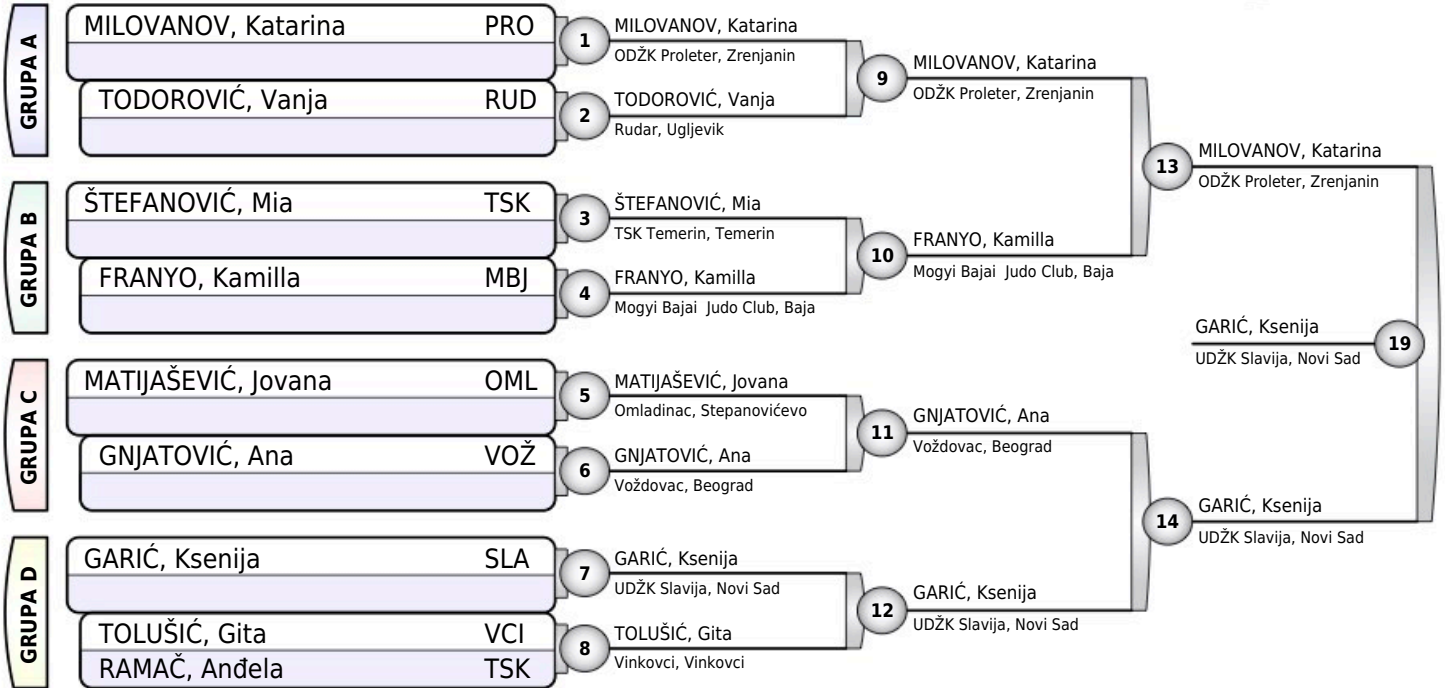 GRUPA A
MILOVANOV, Katarina PRO
TODOROVIĆ, Vanja RUD
GRUPA B
ŠTEFANOVIĆ, Mia TSK
FRANYO, Kamilla MBJ
GRUPA C
MATIJAŠEVIĆ, Jovana OML
GNJATOVIĆ, Ana VOŽ
GRUPA D
GARIĆ, Ksenija SLA
TOLUŠIĆ, Gita VCI
RAMAČ, Anđela TSK
1
MILOVANOV, Katarina
ODŽK Proleter, Zrenjanin
2
TODOROVIĆ, Vanja
Rudar, Ugljevik
3
ŠTEFANOVIĆ, Mia
TSK Temerin, Temerin
4
FRANYO, Kamilla
Mogyi Bajai Judo Club, Baja
5
MATIJAŠEVIĆ, Jovana
Omladinac, Stepanovićevo
6
GNJATOVIĆ, Ana
Voždovac, Beograd
7
GARIĆ, Ksenija
UDŽK Slavija, Novi Sad
8
TOLUŠIĆ, Gita
Vinkovci, Vinkovci
9
MILOVANOV, Katarina
ODŽK Proleter, Zrenjanin
10
FRANYO, Kamilla
Mogyi Bajai Judo Club, Baja
11
GNJATOVIĆ, Ana
Voždovac, Beograd
12
GARIĆ, Ksenija
UDŽK Slavija, Novi Sad
13
MILOVANOV, Katarina
ODŽK Proleter, Zrenjanin
14
GARIĆ, Ksenija
UDŽK Slavija, Novi Sad
GARIĆ, Ksenija
UDŽK Slavija, Novi Sad
19